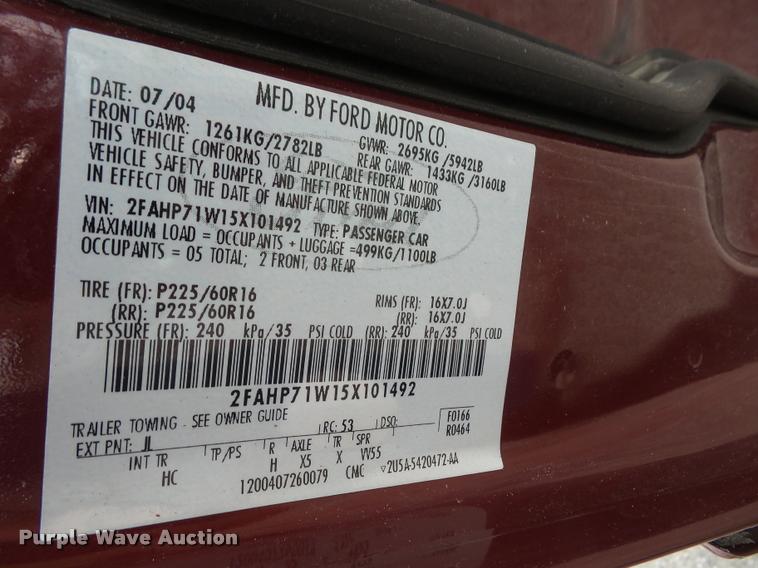 DATE: 07/04 MFD. BY FORD MOTOR CO.
FRONT GAWR: 1261KG/2782LB GVWR: 2695KG/5942LB
REAR GAWR: 1433KG/3160LB
THIS VEHICLE CONFORMS TO ALL APPLICABLE FEDERAL MOTOR
VEHICLE SAFETY, BUMPER, AND THEFT PREVENTION STANDARDS
IN EFFECT ON THE DATE OF MANUFACTURE SHOWN ABOVE.
VIN: 2FAHP71W15X101492 TYPE: PASSENGER CAR
MAXIMUM LOAD = OCCUPANTS + LUGGAGE =499KG/1100LB
OCCUPANTS = 05 TOTAL; 2 FRONT, 03 REAR
TIRE (FR): P225/60R16 RIMS (FR): 16X7.0J
(RR): P225/60R16 (RR): 16X7.0J
PRESSURE (FR): 240 kPa/35 PSI COLD (RR): 240 kPa/35 PSI COLD
2FAHP71W15X101492
TRAILER TOWING - SEE OWNER GUIDE
EXT PNT: JL RC: 53 DSO: F0166
R0464
INT TR TP/PS R AXLE TR SPR
HC H X5 X VV55
1200407260079 CMC 2U5A-5420472-AA
Purple Wave Auction